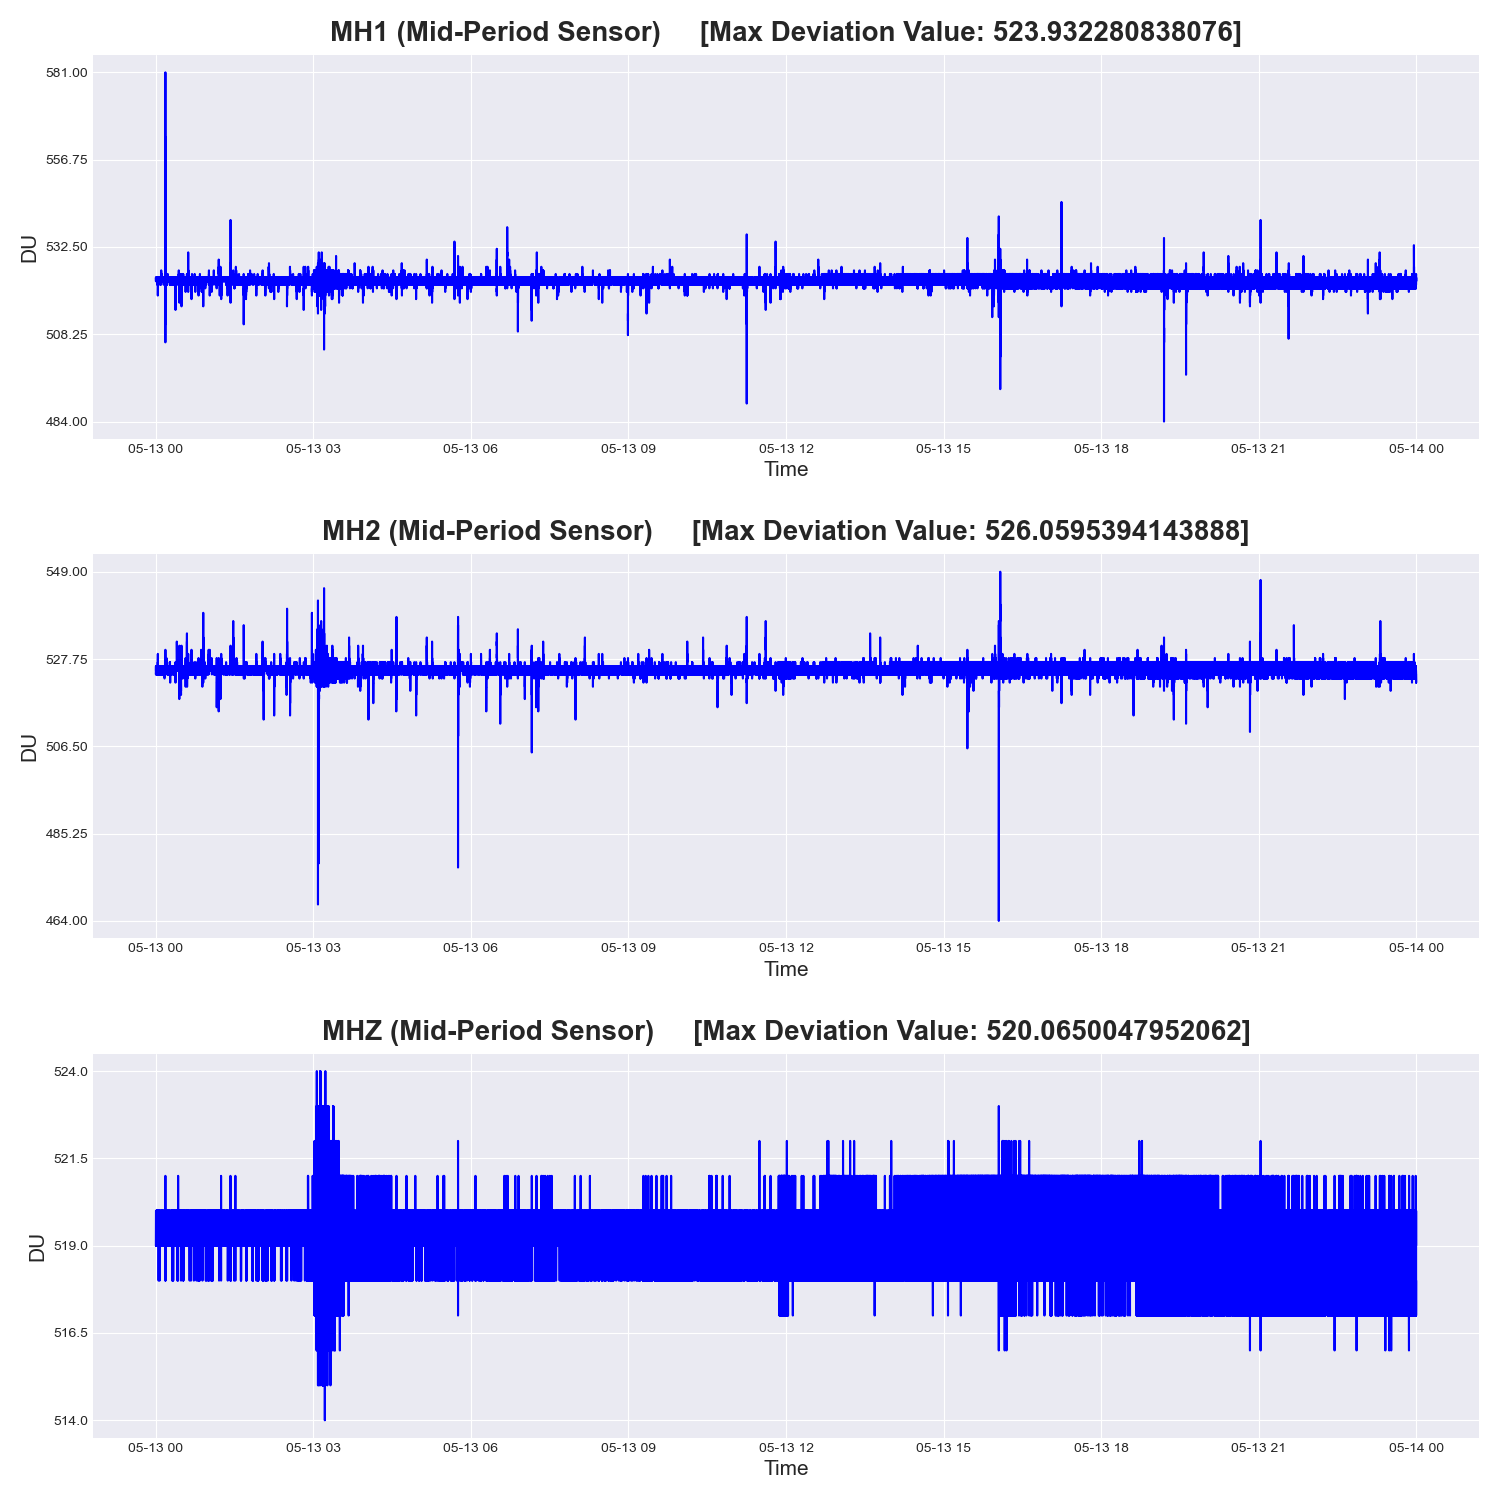 MH1 (Mid-Period Sensor) [Max Deviation Value: 523.932280838076]
581.00
556.75
532.50
508.25
484.00
DU
05-13 00 05-13 03 05-13 06 05-13 09 05-13 12 05-13 15 05-13 18 05-13 21 05-14 00
Time
MH2 (Mid-Period Sensor) [Max Deviation Value: 526.0595394143888]
549.00
527.75
506.50
485.25
464.00
DU
05-13 00 05-13 03 05-13 06 05-13 09 05-13 12 05-13 15 05-13 18 05-13 21 05-14 00
Time
MHZ (Mid-Period Sensor) [Max Deviation Value: 520.0650047952062]
524.0
521.5
519.0
516.5
514.0
DU
05-13 00 05-13 03 05-13 06 05-13 09 05-13 12 05-13 15 05-13 18 05-13 21 05-14 00
Time